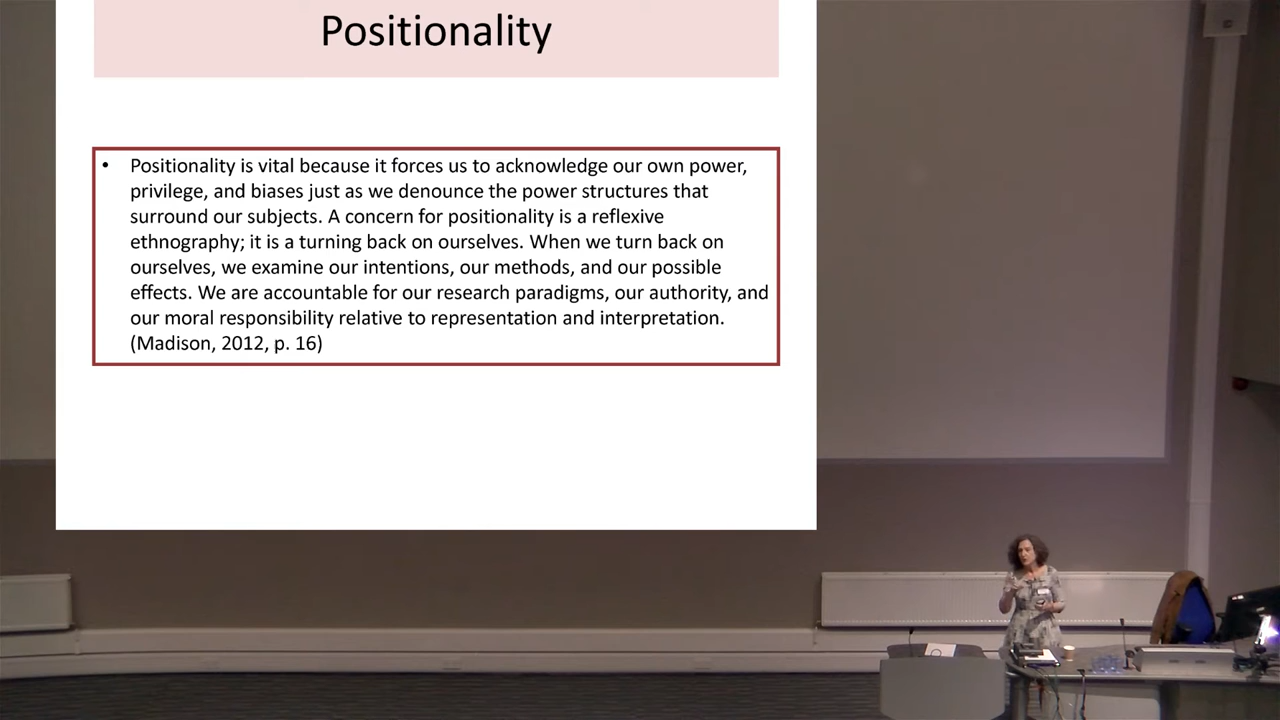 Positionality
• Positionality is vital because it forces us to acknowledge our own power,
privilege, and biases just as we denounce the power structures that
surround our subjects. A concern for positionality is a reflexive
ethnography; it is a turning back on ourselves. When we turn back on
ourselves, we examine our intentions, our methods, and our possible
effects. We are accountable for our research paradigms, our authority, and
our moral responsibility relative to representation and interpretation.
(Madison, 2012, p. 16)